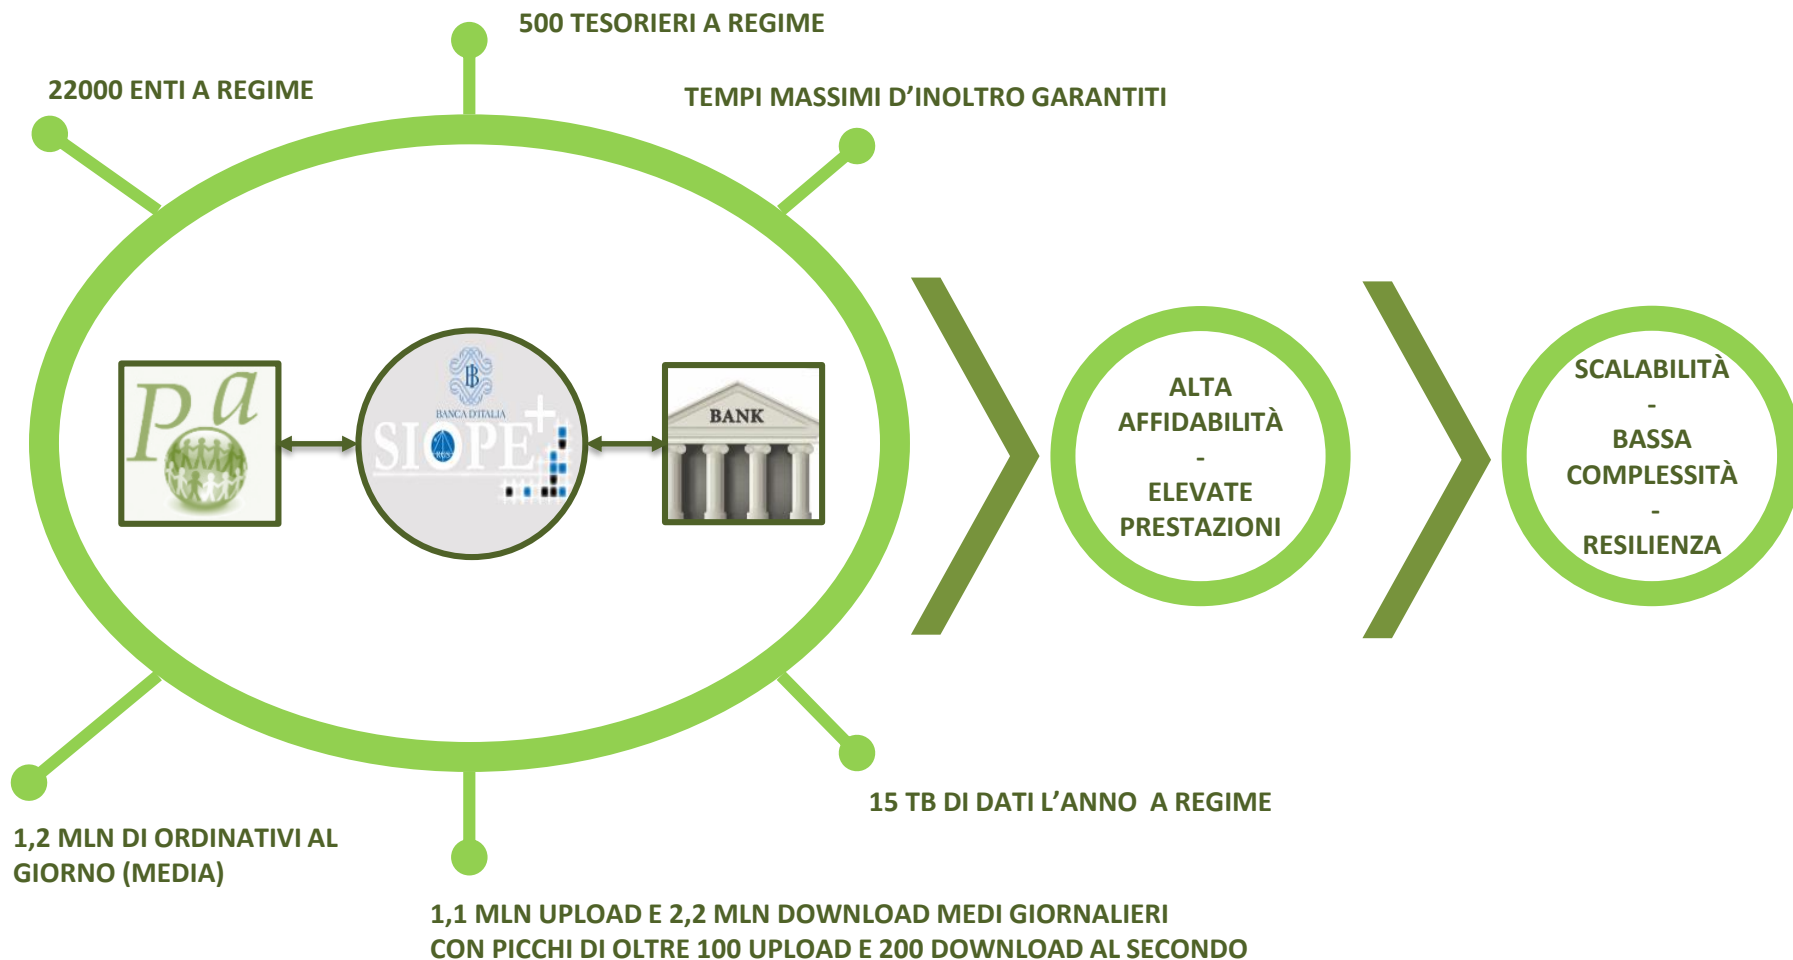 500 TESORIERI A REGIME
22000 ENTI A REGIME
TEMPI MASSIMI D’INOLTRO GARANTITI
Pa
BANCA D'ITALIA
SIOPE+
RGS
BANK
ALTA
AFFIDABILITÀ
-
ELEVATE
PRESTAZIONI
SCALABILITÀ
-
BASSA
COMPLESSITÀ
-
RESILIENZA
15 TB DI DATI L’ANNO A REGIME
1,2 MLN DI ORDINATIVI AL
GIORNO (MEDIA)
1,1 MLN UPLOAD E 2,2 MLN DOWNLOAD MEDI GIORNALIERI
CON PICCHI DI OLTRE 100 UPLOAD E 200 DOWNLOAD AL SECONDO